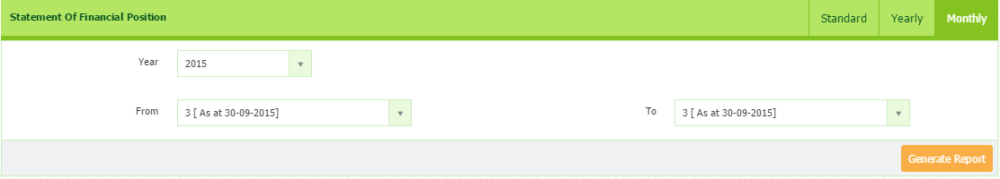 Statement Of Financial Position Standard Yearly Monthly
Year 2015
From 3 [ As at 30-09-2015] To 3 [ As at 30-09-2015]
Generate Report